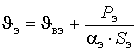 ϑэ = ϑвэ + Pэ / (αэ · Sэ)